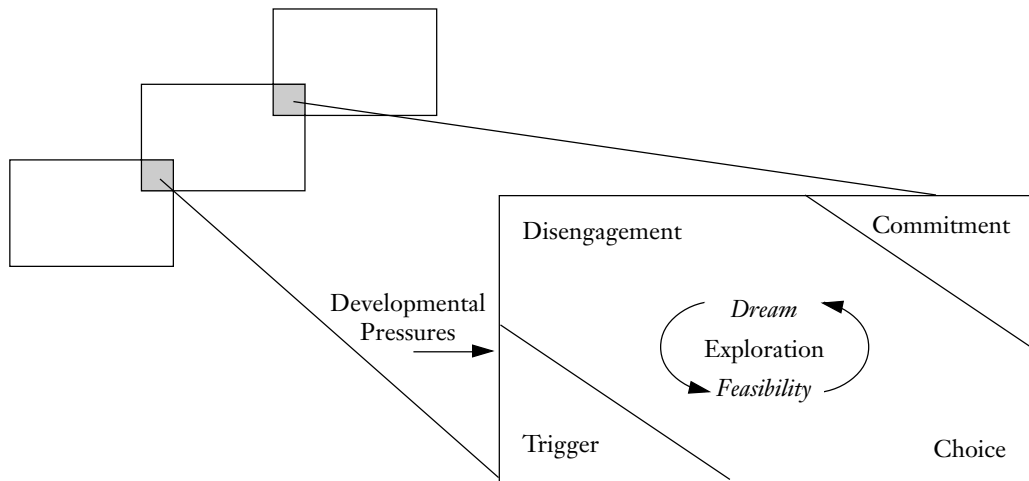 Disengagement
Commitment
Developmental
Pressures
Dream
Exploration
Feasibility
Trigger
Choice